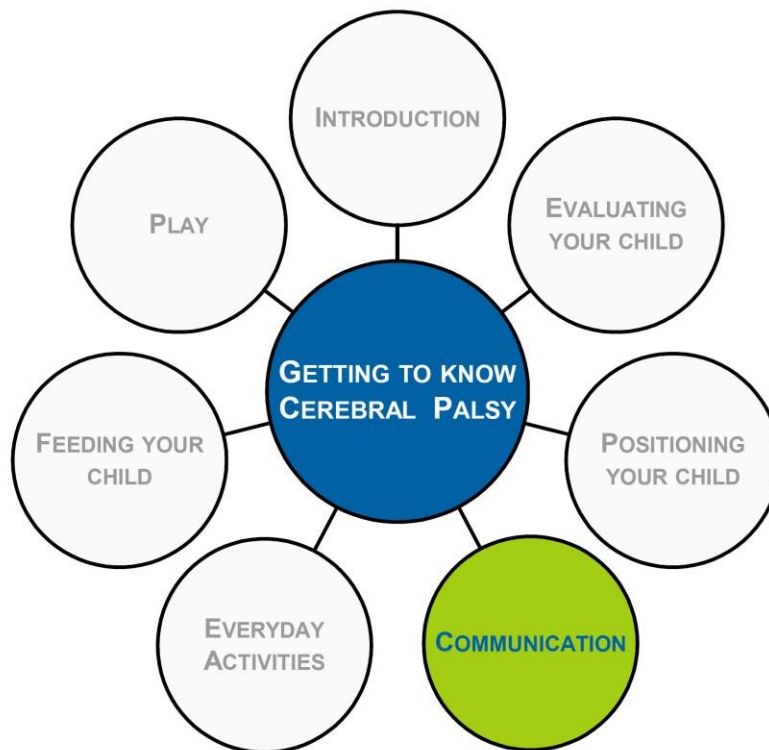 INTRODUCTION
EVALUATING
YOUR CHILD
POSITIONING
YOUR CHILD
COMMUNICATION
EVERYDAY
ACTIVITIES
FEEDING YOUR
CHILD
PLAY
GETTING TO KNOW
CEREBRAL PALSY